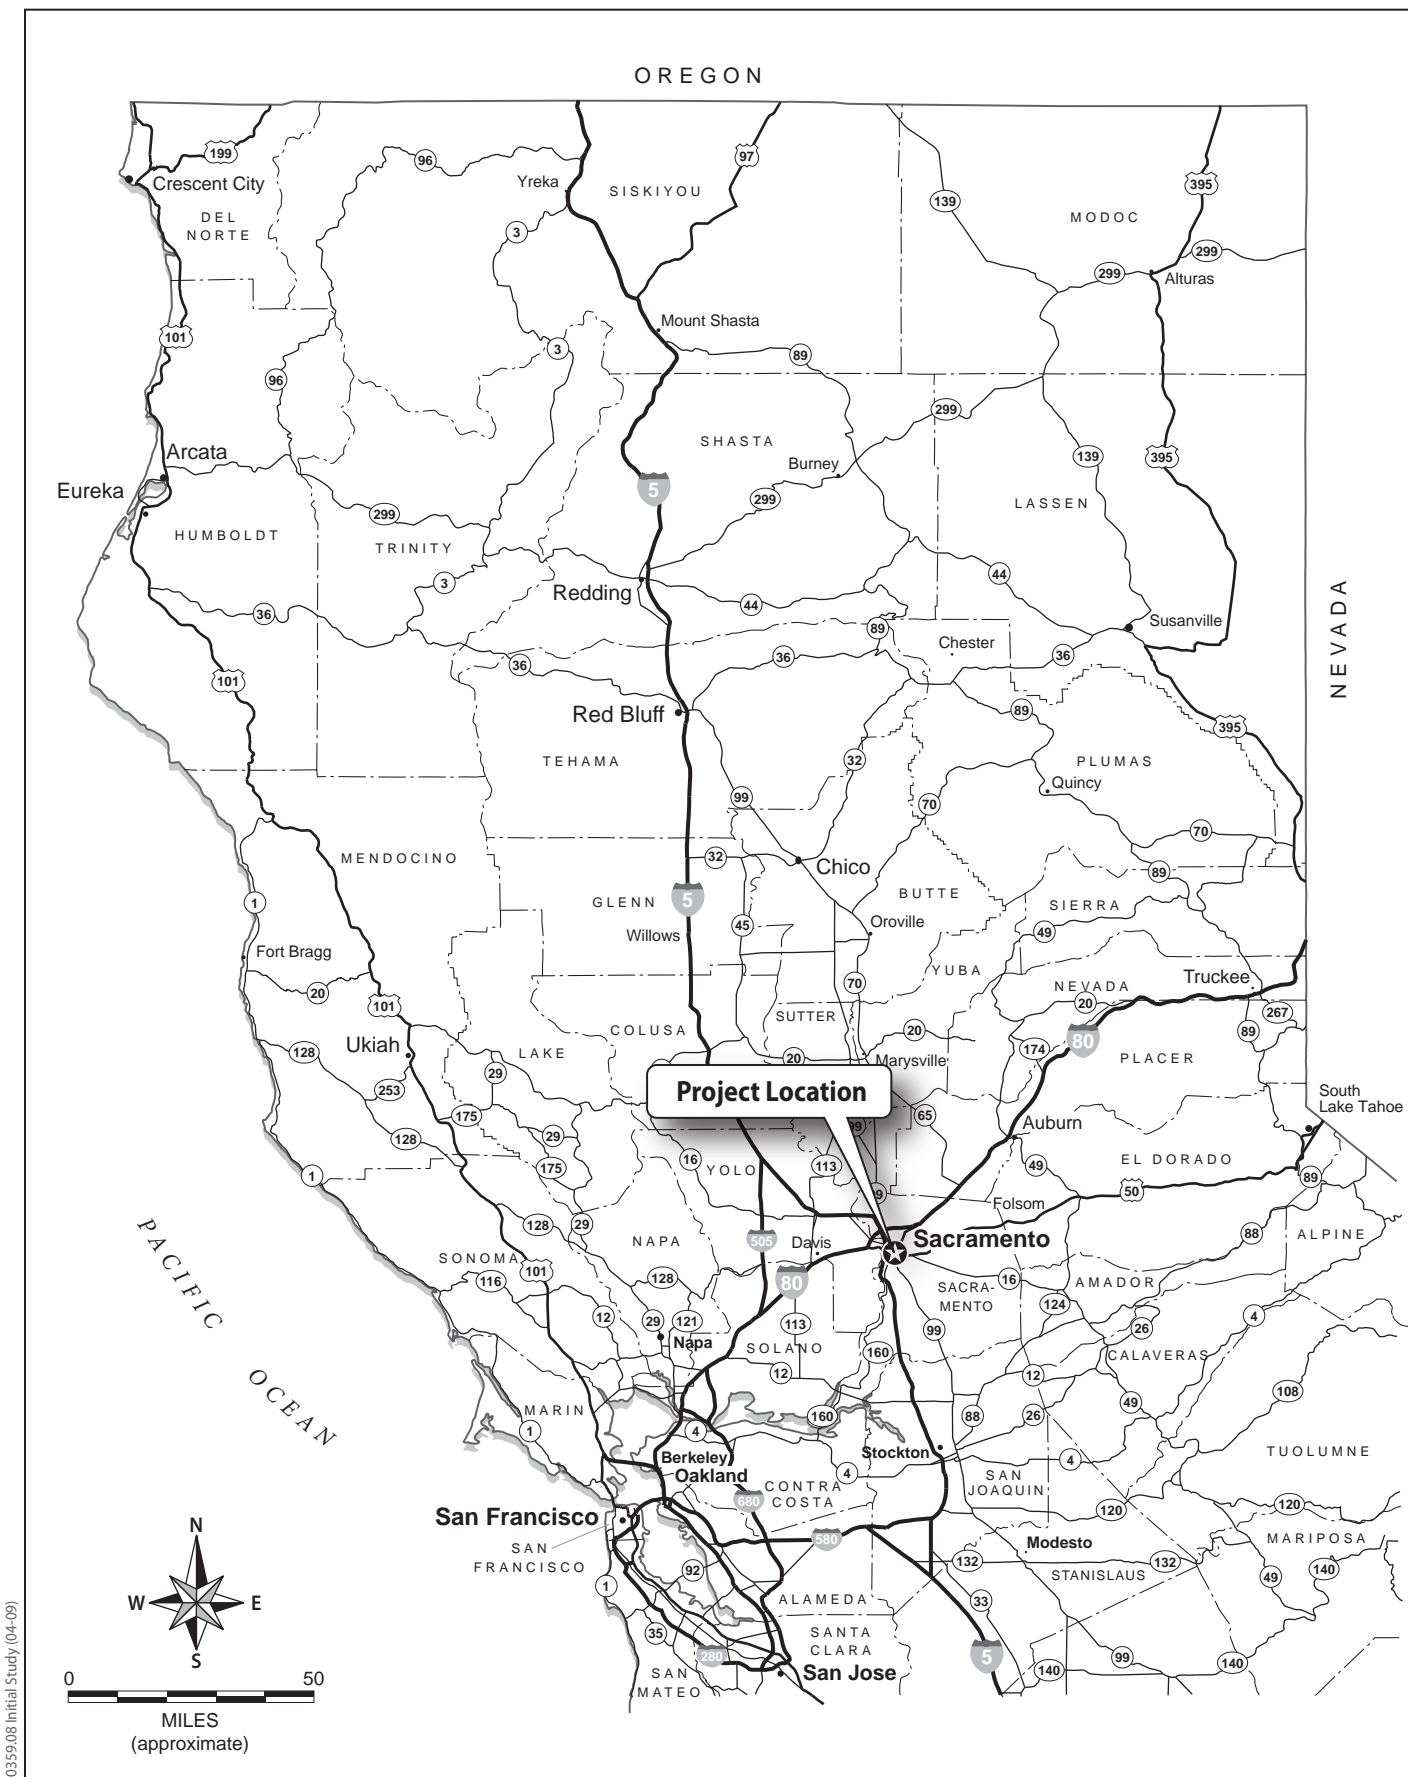 OREGON
199
96
97
Crescent City
Yreka
SISKIYOU
395
139
DEL
NORTE
MODOC
3
299
299
Alturas
101
Mount Shasta
3
89
96
299
SHASTA
Arcata
Burney
139
395
Eureka
5
299
LASSEN
299
HUMBOLDT
TRINITY
44
3
Redding
44
36
Susanville
89
Chester
NEVADA
36
36
36
101
Red Bluff
89
395
TEHAMA
32
PLUMAS
Quincy
99
70
70
MENDOCINO
32
Chico
89
5
BUTTE
GLENN
1
SIERRA
45
Oroville
49
Willows
Fort Bragg
YUBA
Truckee
70
NEVADA
20
101
20
267
SUTTER
COLUSA
20
89
80
Ukiah
128
LAKE
20
Marysville
174
PLACER
29
253
Project Location
South
Lake Tahoe
175
65
99
Auburn
29
128
16
YOLO
113
49
EL DORADO
175
1
89
50
9
Folsom
128
29
PACIFIC
OCEAN
505
Davis
Sacramento
88
ALPINE
NAPA
SONOMA
101
128
80
16
AMADOR
116
SACRA-
MENTO
124
12
29
121
113
99
26
4
Napa
SOLANO
160
CALAVERAS
12
12
108
MARIN
160
88
26
49
1
4
Stockton
TUOLUMNE
Berkeley
4
4
Oakland
CONTRA
COSTA
SAN
JOAQUIN
680
120
120
San Francisco
580
MARIPOSA
SAN
FRANCISCO
Modesto
132
132
140
92
STANISLAUS
49
1
N
W
E
S
ALAMEDA
33
35
SANTA
CLARA
280
5
99
140
140
San Jose
SAN
MATEO
0
50
MILES
(approximate)
0359.08 Initial Study (04-09)